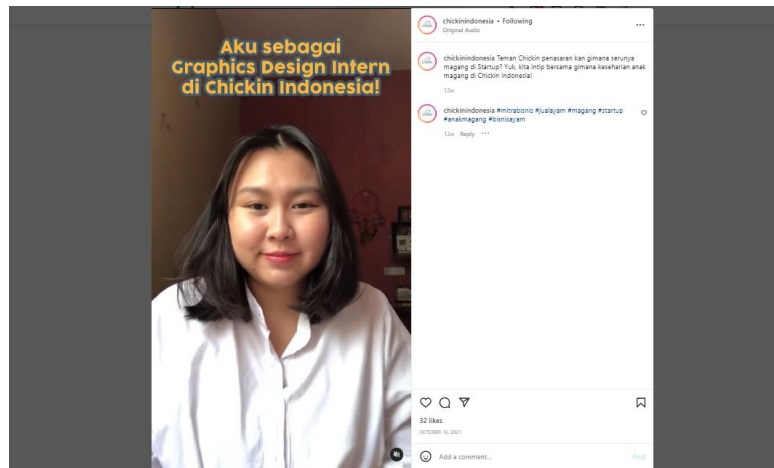 Aku sebagai
Graphics Design Intern
di Chickin Indonesia!
chickinindonesia • Following
Original Audio
chickinindonesia Teman Chickin penasaran kan gimana serunya
magang di Startup? Yuk, kita intip bersama gimana keseharian anak
magang di Chickin Indonesia!
12w
chickinindonesia #mitrabisnis #jualayam #magang #startup
#anakmagang #bisnisayam
12w Reply
32 likes
OCTOBER 16, 2021
Add a comment...
Post